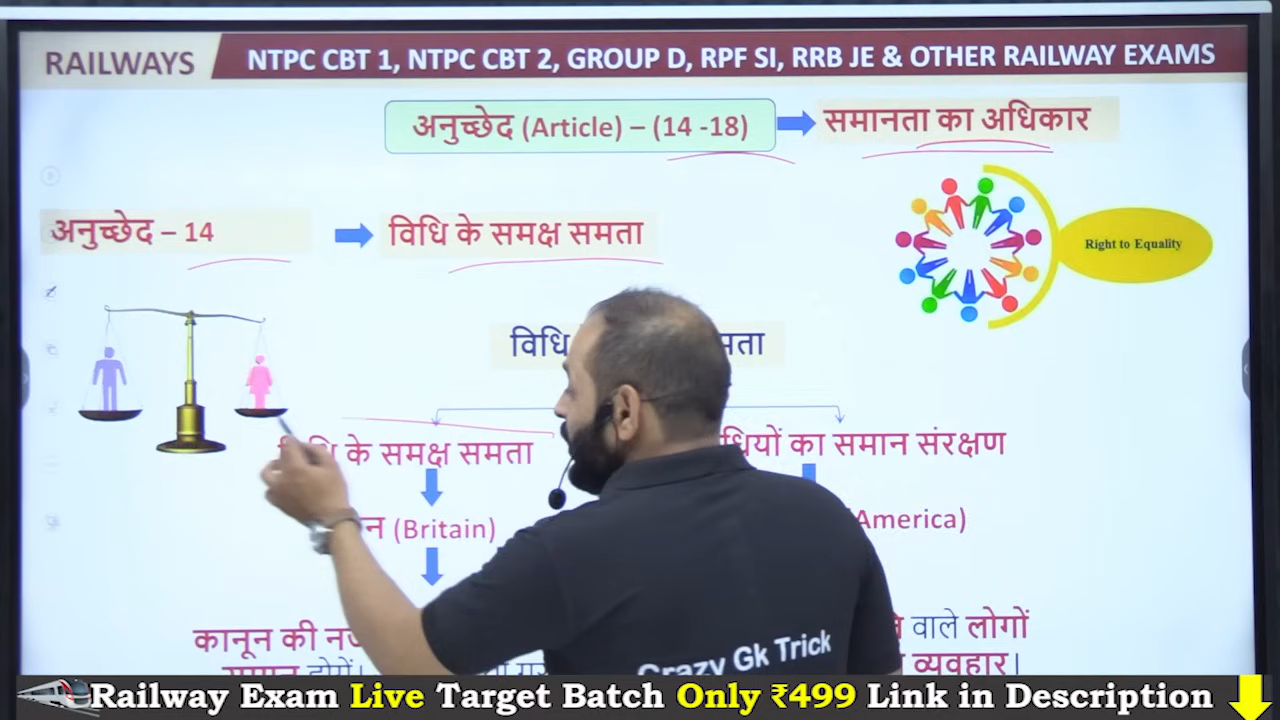 RAILWAYS
NTPC CBT 1, NTPC CBT 2, GROUP D, RPF SI, RRB JE & OTHER RAILWAY EXAMS
अनुच्छेद (Article) – (14 -18)
समानता का अधिकार
अनुच्छेद – 14
विधि के समक्ष समता
Right to Equality
विधि
के समक्ष समता
का समान संरक्षण
(Britain)
(America)
कानून की
वाले लोगों
व्यवहार।
Crazy Gk Trick
Railway Exam Live Target Batch Only ₹499 Link in Description